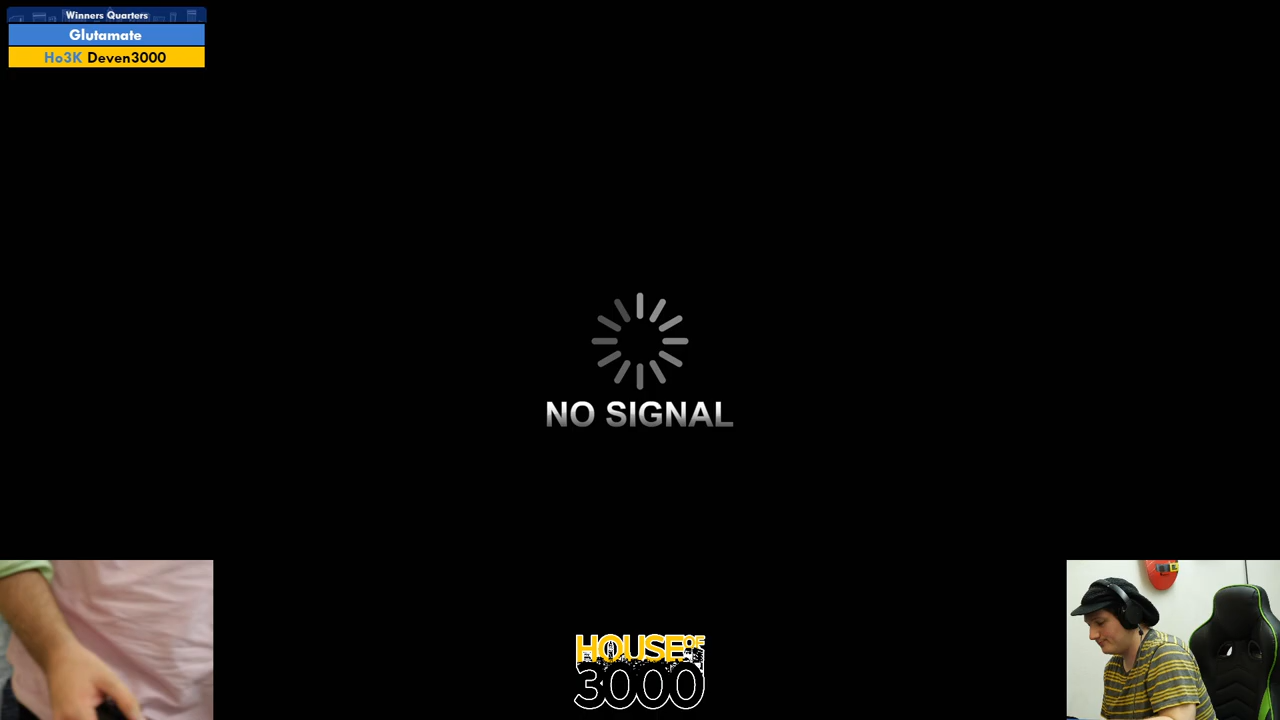 Winners Quarters
Glutamate
Ho3K Deven3000
NO SIGNAL
HOUSE OF
3000